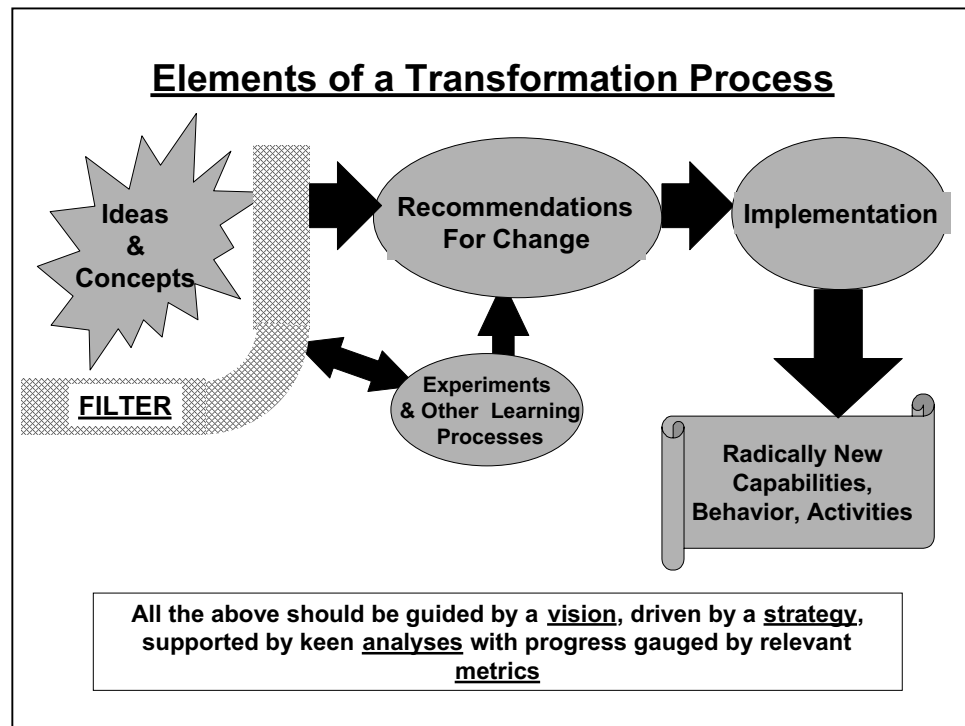 Elements of a Transformation Process
Ideas
&
Concepts
FILTER
Recommendations
For Change
Implementation
Experiments
& Other Learning
Processes
Radically New
Capabilities,
Behavior, Activities
All the above should be guided by a vision, driven by a strategy,
supported by keen analyses with progress gauged by relevant
metrics